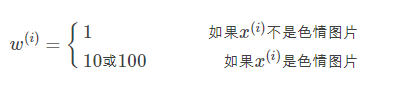 w^{(i)} = { 1 如果x^{(i)}不是色情图片
10或100 如果x^{(i)}是色情图片